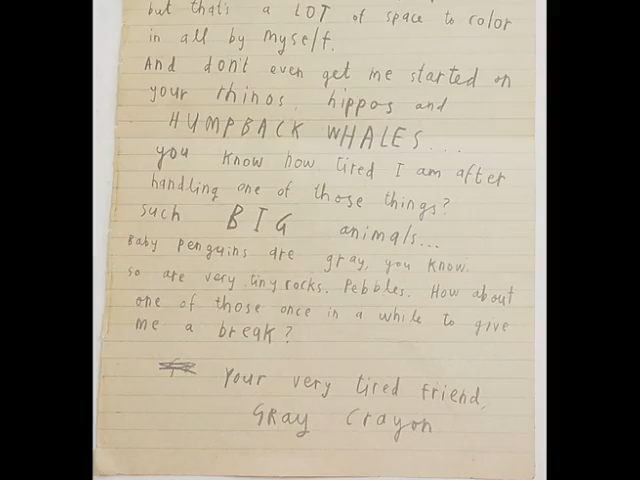 but that's a LOT of space to color
in all by myself.
And don't even get me started on
your rhinos, hippos and
HUMPBACK WHALES...
you know how tired I am after
handling one of those things?
such BIG animals...
Baby penguins are gray, you know.
so are very tiny rocks. Pebbles. How about
one of those once in a while to give
me a break?
Your very tired friend,
GRay Crayon